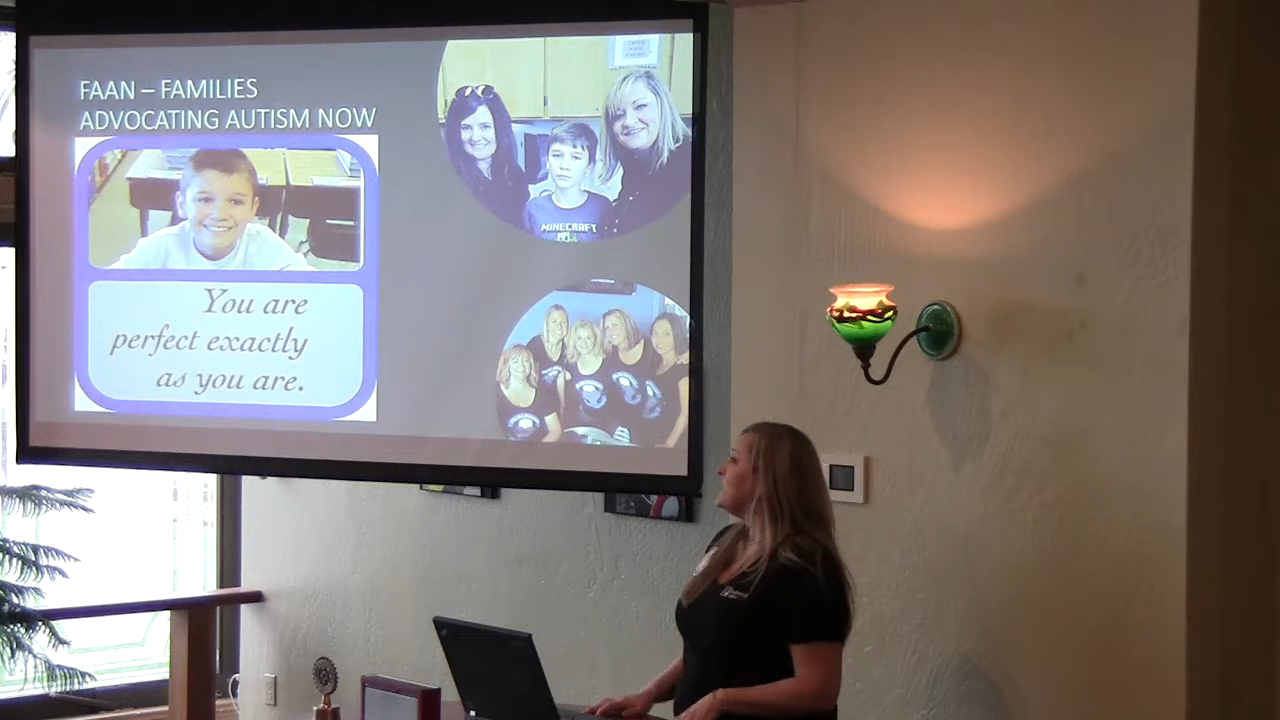 FAAN – FAMILIES
ADVOCATING AUTISM NOW
You are
perfect exactly
as you are.
MINECRAFT